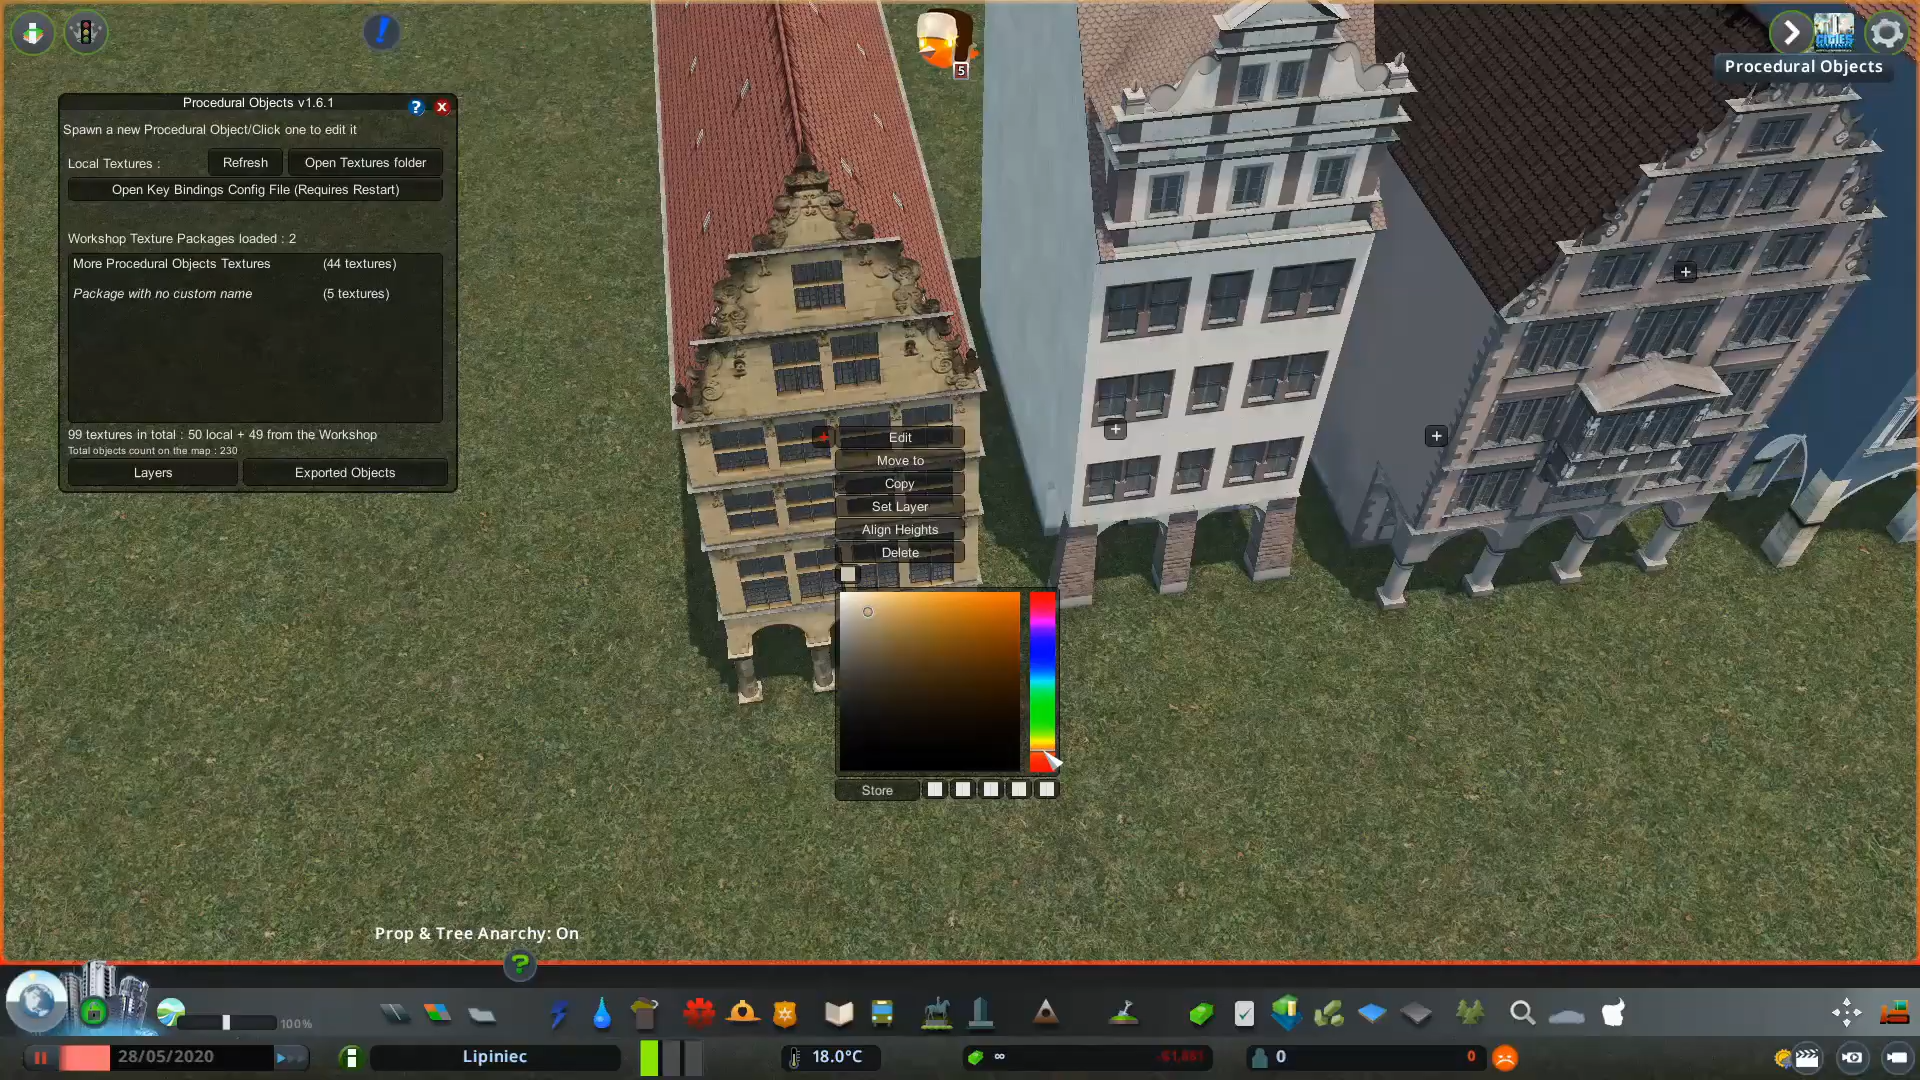 5
CITIES
Procedural Objects
Procedural Objects v1.6.1
?
x
Spawn a new Procedural Object/Click one to edit it
Local Textures :
Refresh
Open Textures folder
Open Key Bindings Config File (Requires Restart)
Workshop Texture Packages loaded : 2
More Procedural Objects Textures (44 textures)
Package with no custom name (5 textures)
99 textures in total : 50 local + 49 from the Workshop
Total objects count on the map : 230
Layers
Exported Objects
Edit
Move to
Copy
Set Layer
Align Heights
Delete
Store
Prop & Tree Anarchy: On
?
100%
28/05/2020
Lipiniec
18.0°C
∞
0
0